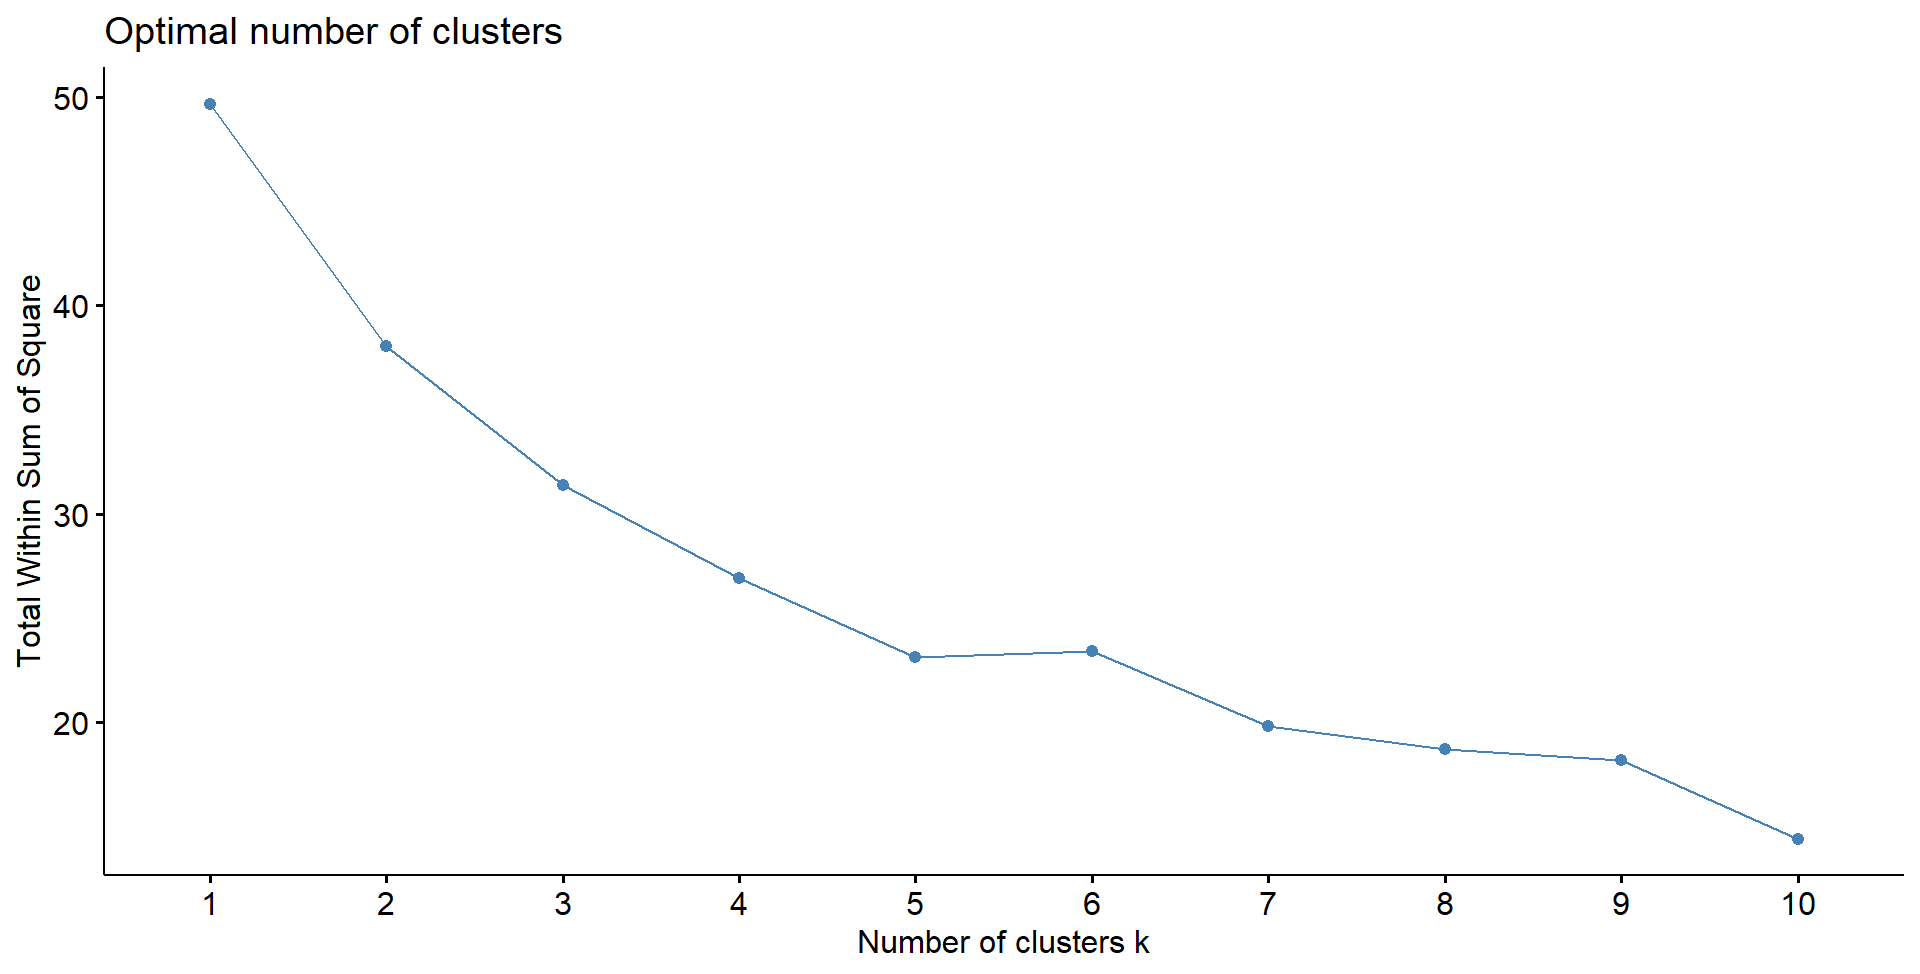 Optimal number of clusters
Total Within Sum of Square
50
40
30
20
1 2 3 4 5 6 7 8 9 10
Number of clusters k